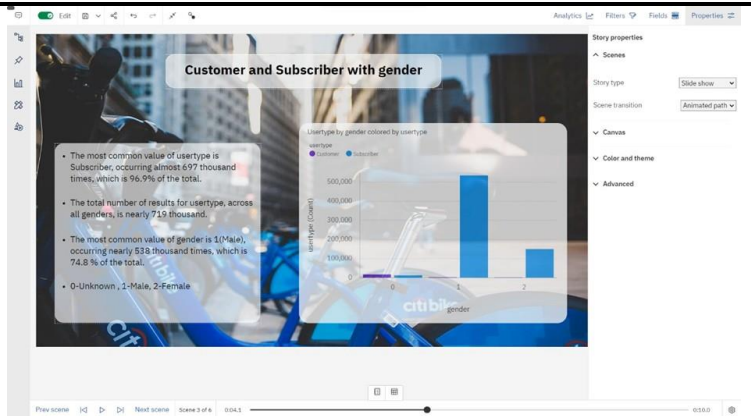 Edit
Analytics
Filters
Fields
Properties
Story properties
Scenes
Story type
Slide show
Scene transition
Animated path
Canvas
Color and theme
Advanced
Customer and Subscriber with gender
• The most common value of usertype is
Subscriber, occurring almost 697 thousand
times, which is 96.9% of the total.
• The total number of results for usertype, across
all genders, is nearly 719 thousand.
• The most common value of gender is 1(Male),
occurring nearly 538 thousand times, which is
74.8 % of the total.
• 0-Unknown , 1-Male, 2-Female
Usertype by gender colored by usertype
usertype
Customer Subscriber
usertype (Count)
500,000
400,000
300,000
200,000
100,000
0
0 1 2
gender
citibike
citi
Prev scene
Next scene
Scene 3 of 6
0:04.1
0:10.0